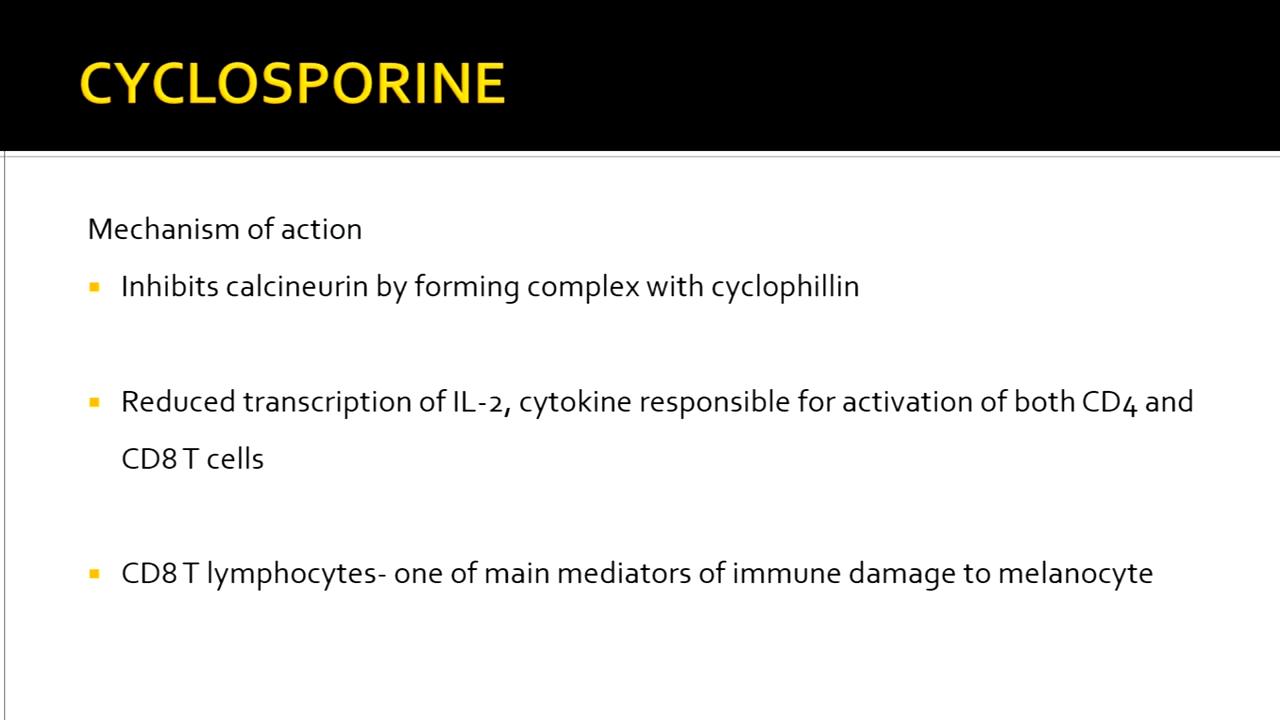 CYCLOSPORINE
Mechanism of action
Inhibits calcineurin by forming complex with cyclophillin
Reduced transcription of IL-2, cytokine responsible for activation of both CD4 and
CD8 T cells
CD8 T lymphocytes- one of main mediators of immune damage to melanocyte